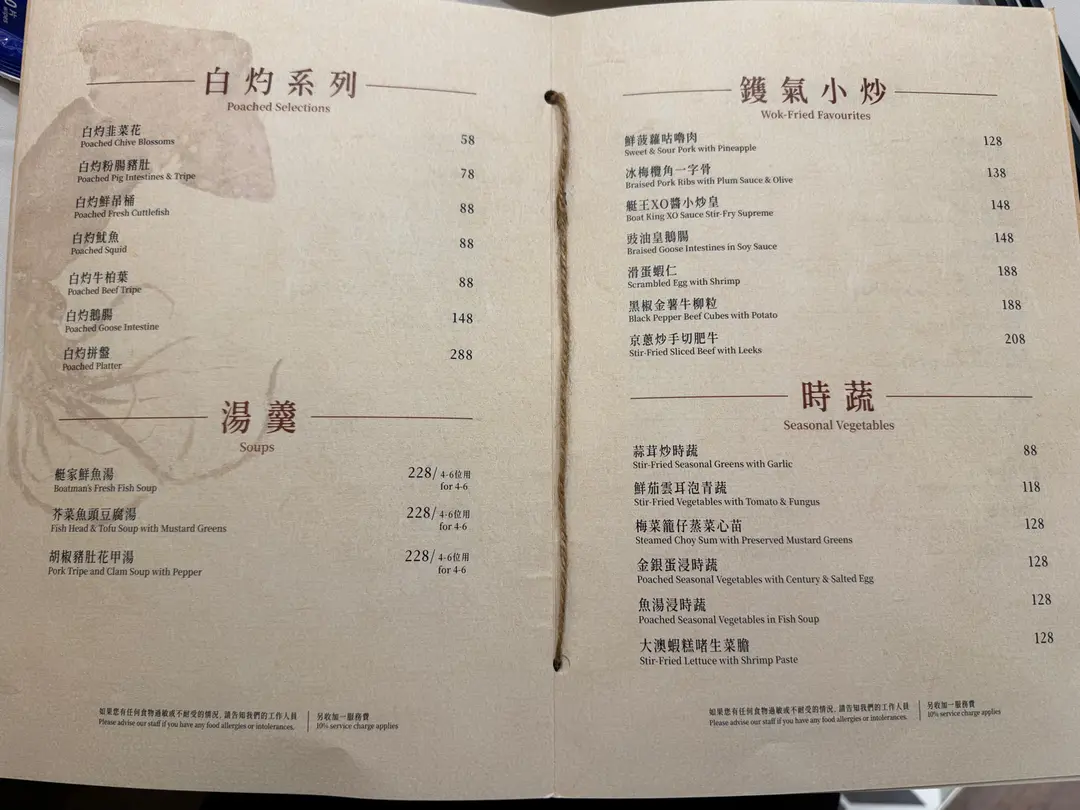 白灼系列
Poached Selections
白灼韭菜花 58
Poached Chive Blossoms
白灼粉腸豬肚 78
Poached Pig Intestines & Tripe
白灼鮮吊桶 88
Poached Fresh Cuttlefish
白灼魷魚 88
Poached Squid
白灼牛柏葉 88
Poached Beef Tripe
白灼鵝腸 148
Poached Goose Intestine
白灼拼盤 288
Poached Platter
湯羹
Soups
艇家鮮魚湯 228/ 4-6位用
Boatman's Fresh Fish Soup for 4-6
芥菜魚頭豆腐湯 228/ 4-6位用
Fish Head & Tofu Soup with Mustard Greens for 4-6
胡椒豬肚花甲湯 228/ 4-6位用
Pork Tripe and Clam Soup with Pepper for 4-6
如果您有任何食物過敏或不耐受的情況, 請告知我們的工作人員
Please advise our staff if you have any food allergies or intolerances.
另收加一服務費
10% service charge applies
鑊氣小炒
Wok-Fried Favourites
鮮菠蘿咕嚕肉 128
Sweet & Sour Pork with Pineapple
冰梅欖角一字骨 138
Braised Pork Ribs with Plum Sauce & Olive
艇王XO醬小炒皇 148
Boat King XO Sauce Stir-Fry Supreme
豉油皇鵝腸 148
Braised Goose Intestines in Soy Sauce
滑蛋蝦仁 188
Scrambled Egg with Shrimp
黑椒金薯牛柳粒 188
Black Pepper Beef Cubes with Potato
京蔥炒手切肥牛 208
Stir-Fried Sliced Beef with Leeks
時蔬
Seasonal Vegetables
蒜茸炒時蔬 88
Stir-Fried Seasonal Greens with Garlic
鮮茄雲耳泡青蔬 118
Stir-Fried Vegetables with Tomato & Fungus
梅菜籠仔蒸菜心苗 128
Steamed Choy Sum with Preserved Mustard Greens
金銀蛋浸時蔬 128
Poached Seasonal Vegetables with Century & Salted Egg
魚湯浸時蔬 128
Poached Seasonal Vegetables in Fish Soup
大澳蝦糕啫生菜膽 128
Stir-Fried Lettuce with Shrimp Paste
如果您有任何食物過敏或不耐受的情況, 請告知我們的工作人員
Please advise our staff if you have any food allergies or intolerances.
另收加一服務費
10% service charge applies